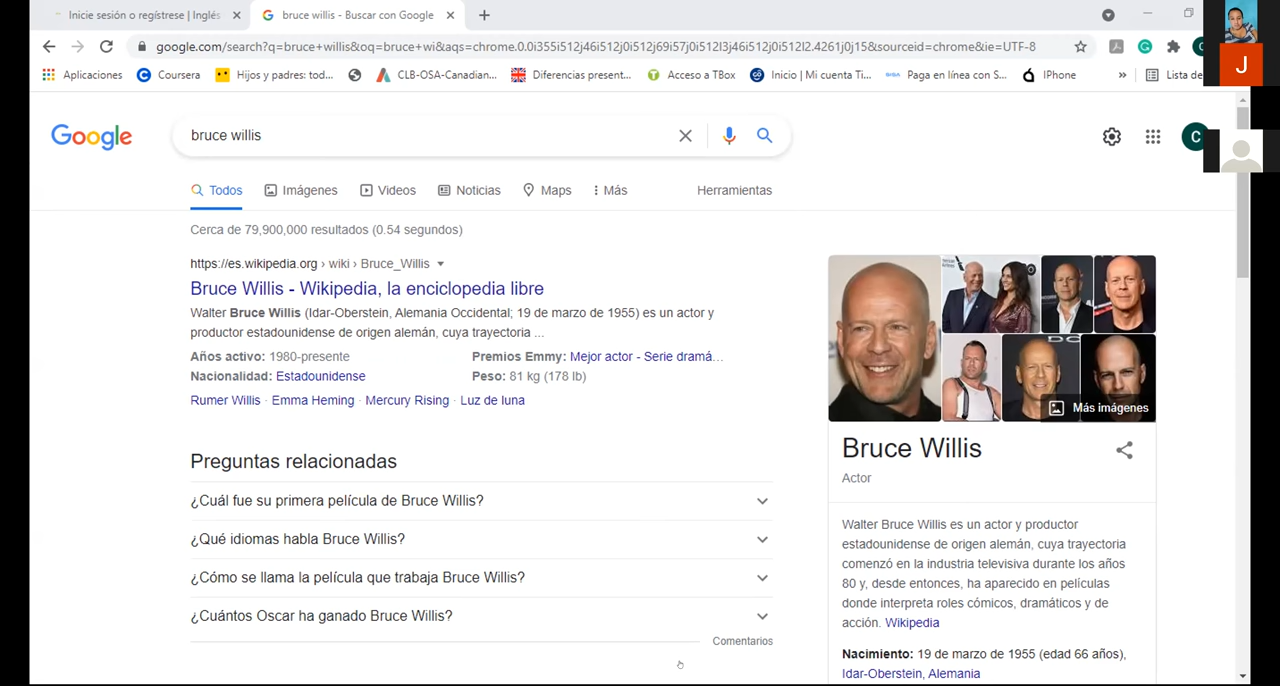 Inicie sesión o regístrese | Inglés
bruce willis - Buscar con Google
google.com/search?q=bruce+willis&oq=bruce+wi&aqs=chrome.0.0i355i512j46i512j0i512j69i57j0i512l3j46i512j0i512l2.4261j0j15&sourceid=chrome&ie=UTF-8
Aplicaciones
Coursera
Hijos y padres: tod...
CLB-OSA-Canadian...
Diferencias present...
Acceso a TBox
Inicio | Mi cuenta Ti...
Paga en línea con S...
IPhone
»
Lista de
J
Google
bruce willis
C
Todos
Imágenes
Videos
Noticias
Maps
Más
Herramientas
Cerca de 79,900,000 resultados (0.54 segundos)
https://es.wikipedia.org › wiki › Bruce_Willis
Bruce Willis - Wikipedia, la enciclopedia libre
Walter Bruce Willis (Idar-Oberstein, Alemania Occidental; 19 de marzo de 1955) es un actor y
productor estadounidense de origen alemán, cuya trayectoria ...
Años activo: 1980-presente
Premios Emmy: Mejor actor - Serie dramá...
Nacionalidad: Estadounidense
Peso: 81 kg (178 lb)
Rumer Willis · Emma Heming · Mercury Rising · Luz de luna
Preguntas relacionadas
¿Cuál fue su primera película de Bruce Willis?
¿Qué idiomas habla Bruce Willis?
¿Cómo se llama la película que trabaja Bruce Willis?
¿Cuántos Oscar ha ganado Bruce Willis?
Comentarios
Más imágenes
Bruce Willis
Actor
Walter Bruce Willis es un actor y productor
estadounidense de origen alemán, cuya trayectoria
comenzó en la industria televisiva durante los años
80 y, desde entonces, ha aparecido en películas
donde interpreta roles cómicos, dramáticos y de
acción. Wikipedia
Nacimiento: 19 de marzo de 1955 (edad 66 años),
Idar-Oberstein, Alemania